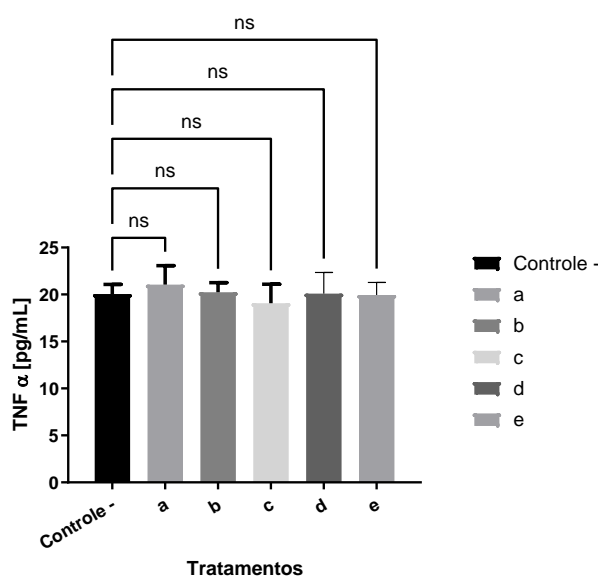 ns
ns
ns
ns
ns
25
20
15
10
5
0
TNF α [pg/mL]
Controle -
a
b
c
d
e
Tratamentos
Controle -
a
b
c
d
e